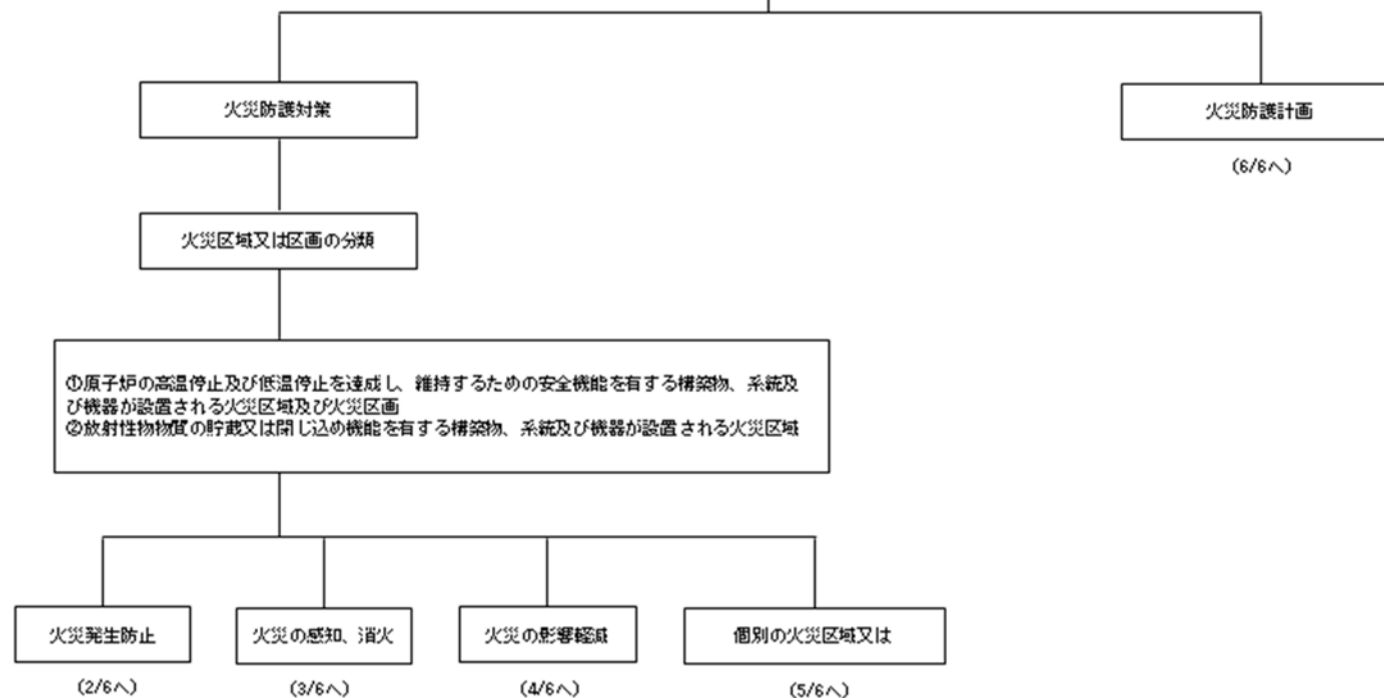 火災防護対策
火災防護計画
(6/6へ)
火災区域又は区画の分類
①原子炉の高温停止及び低温停止を達成し、維持するための安全機能を有する構築物、系統及
び機器が設置される火災区域及び火災区画
②放射性物物質の貯蔵又は閉じ込め機能を有する構築物、系統及び機器が設置される火災区域
火災発生防止
火災の感知、消火
火災の影響軽減
個別の火災区域又は
(2/6へ)
(3/6へ)
(4/6へ)
(5/6へ)